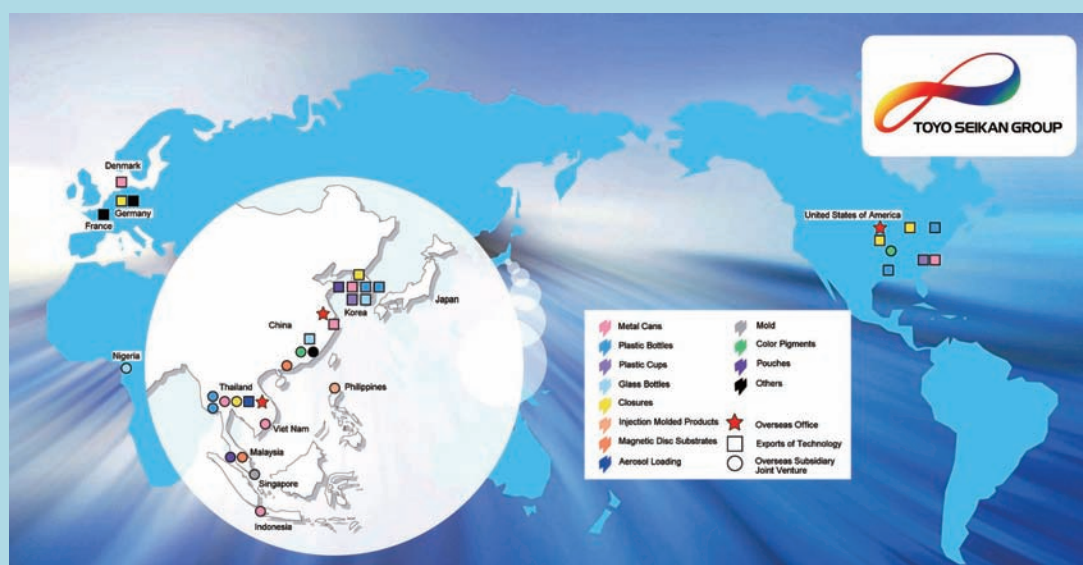 TOYO SEIKAN GROUP
Denmark
Germany
France
United States of America
Korea
Japan
China
Nigeria
Thailand
Philippines
Viet Nam
Malaysia
Singapore
Indonesia
Metal Cans
Plastic Bottles
Plastic Cups
Glass Bottles
Closures
Injection Molded Products
Magnetic Disc Substrates
Aerosol Loading
Mold
Color Pigments
Pouches
Others
Overseas Office
Exports of Technology
Overseas Subsidiary
Joint Venture